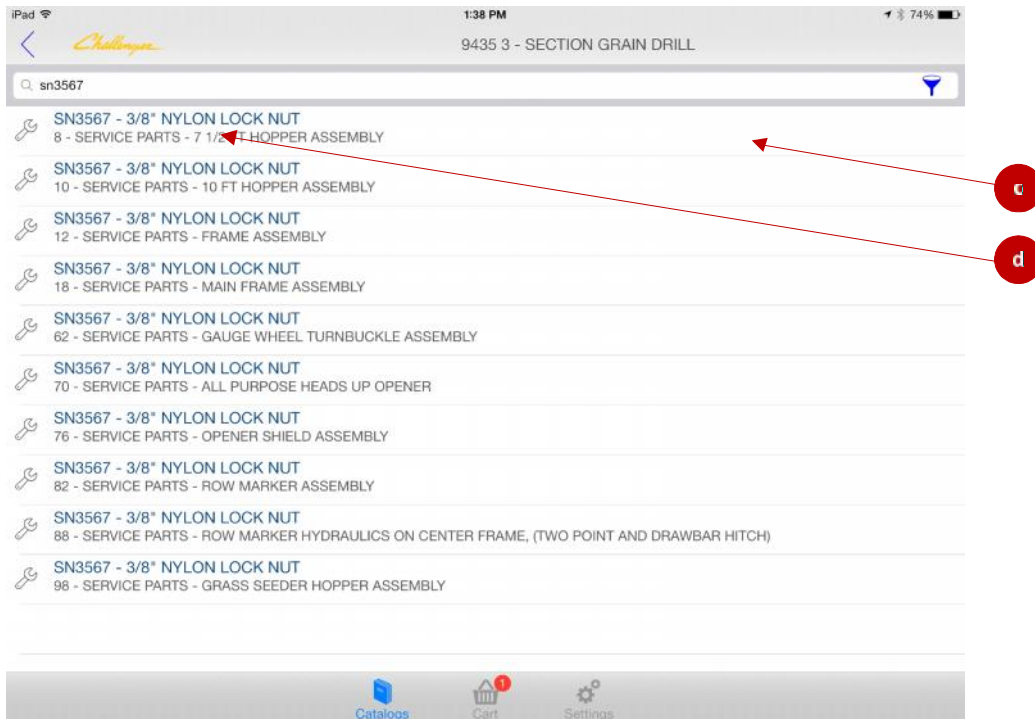 iPad 1:38 PM 74%
Challenger 9435 3 - SECTION GRAIN DRILL
sn3567
SN3567 - 3/8" NYLON LOCK NUT
8 - SERVICE PARTS - 7 1/2 FT HOPPER ASSEMBLY
SN3567 - 3/8" NYLON LOCK NUT
10 - SERVICE PARTS - 10 FT HOPPER ASSEMBLY
SN3567 - 3/8" NYLON LOCK NUT
12 - SERVICE PARTS - FRAME ASSEMBLY
SN3567 - 3/8" NYLON LOCK NUT
18 - SERVICE PARTS - MAIN FRAME ASSEMBLY
SN3567 - 3/8" NYLON LOCK NUT
62 - SERVICE PARTS - GAUGE WHEEL TURNBUCKLE ASSEMBLY
SN3567 - 3/8" NYLON LOCK NUT
70 - SERVICE PARTS - ALL PURPOSE HEADS UP OPENER
SN3567 - 3/8" NYLON LOCK NUT
76 - SERVICE PARTS - OPENER SHIELD ASSEMBLY
SN3567 - 3/8" NYLON LOCK NUT
82 - SERVICE PARTS - ROW MARKER ASSEMBLY
SN3567 - 3/8" NYLON LOCK NUT
88 - SERVICE PARTS - ROW MARKER HYDRAULICS ON CENTER FRAME, (TWO POINT AND DRAWBAR HITCH)
SN3567 - 3/8" NYLON LOCK NUT
98 - SERVICE PARTS - GRASS SEEDER HOPPER ASSEMBLY
d
1
Catalogs Cart Settings